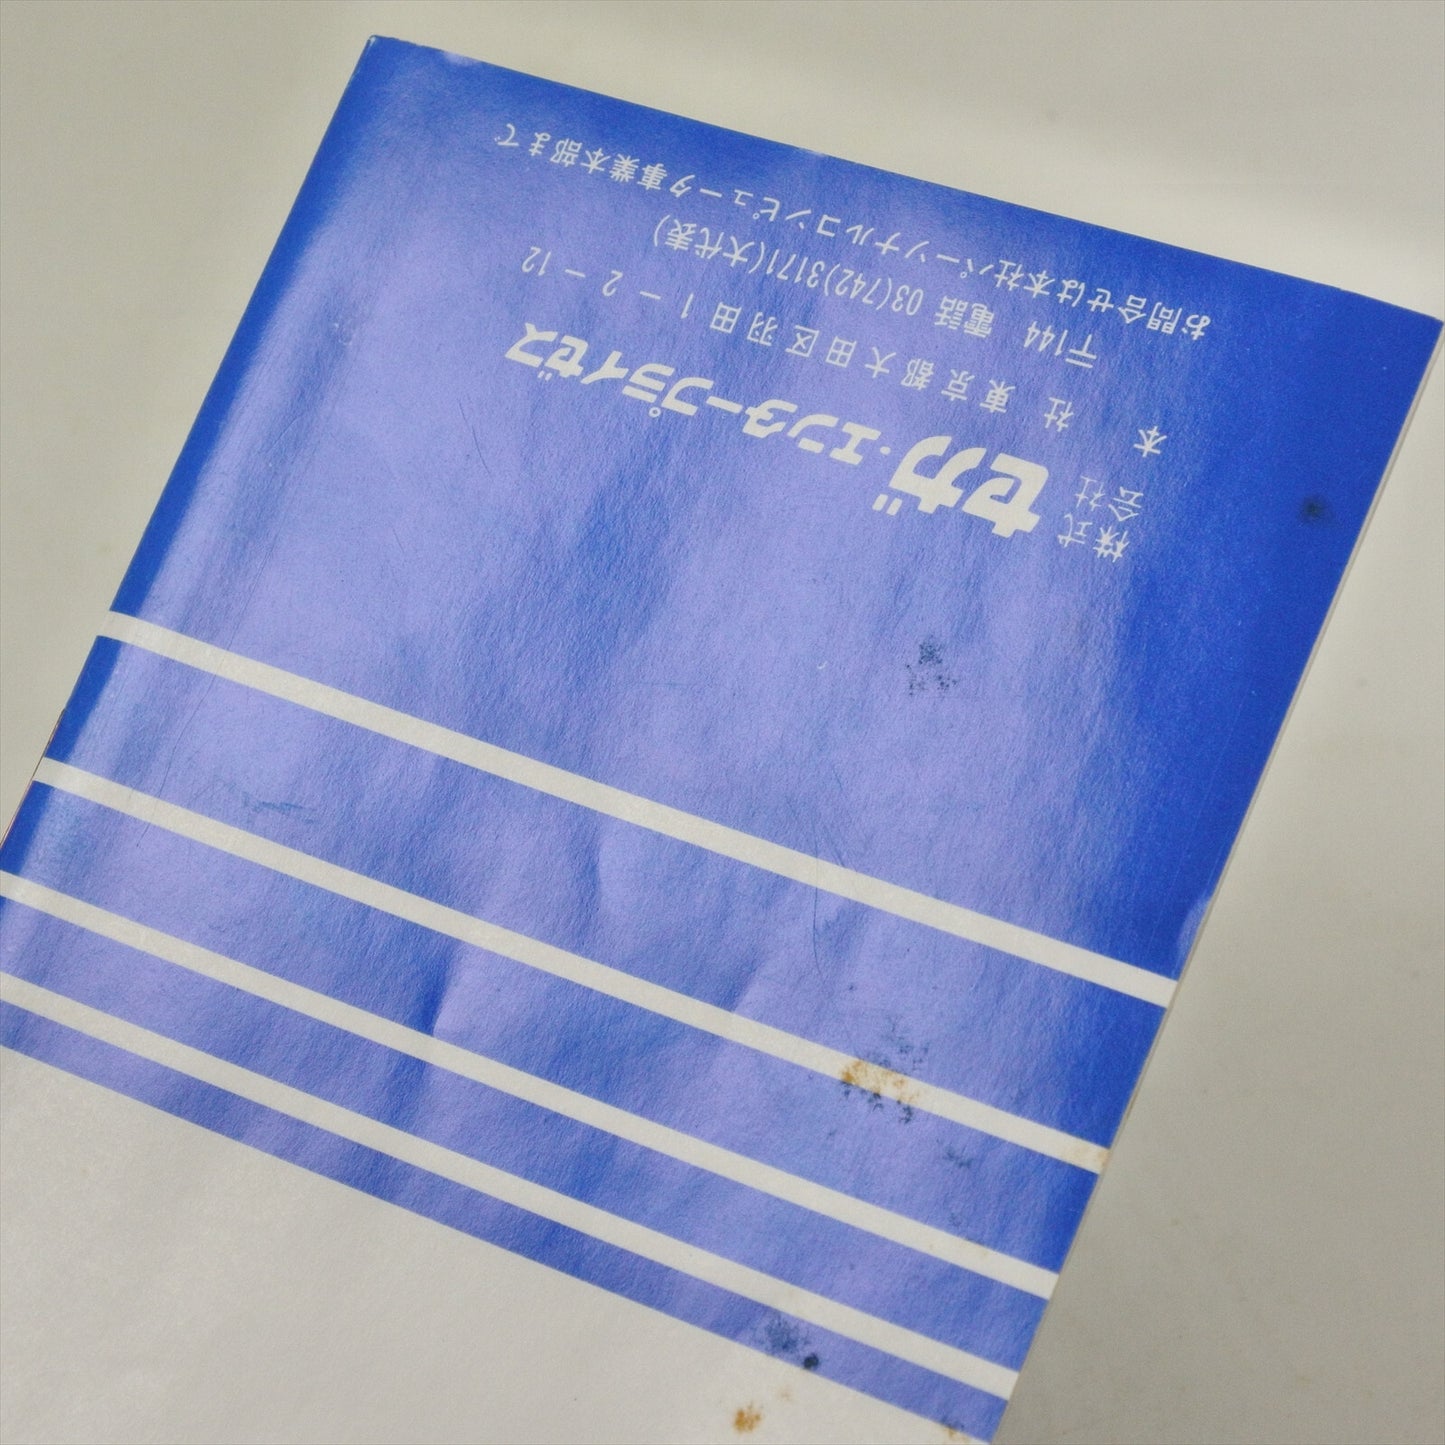 株式会社 セガ・エンタープライゼス
本社 東京都大田区羽田1－2－12
〒144 電話 03(742)3171(大代表)
お問合せは本社パーソナルコンピュータ事業本部まで